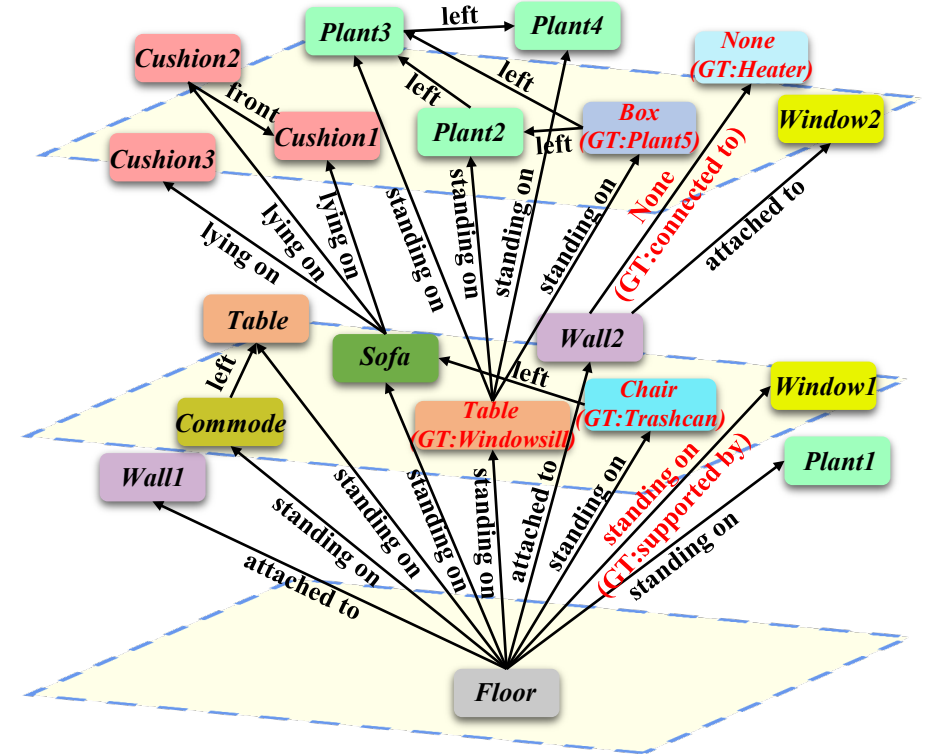 left
Plant3
Plant4
None
(GT:Heater)
Cushion2
left
front
left
Box
(GT:Plant5)
Window2
Cushion1
Plant2
left
Cushion3
None
(GT:connected to)
attached to
lying on
lying on
lying on
standing on
standing on
standing on
standing on
Table
Sofa
Wall2
left
left
Chair
(GT:Trashcan)
Window1
Commode
Table
(GT:Windowsill)
Wall1
Plant1
attached to
standing on
standing on
standing on
standing on
attached to
standing on
standing on
(GT:supported by)
standing on
Floor